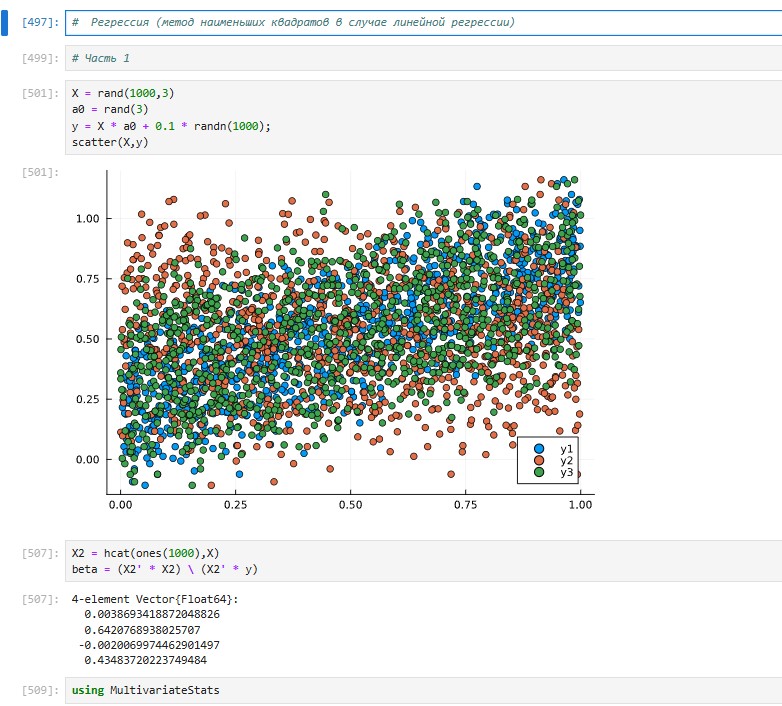 [497]: #  Регрессия (метод наименьших квадратов в случае линейной регрессии)
[499]: # Часть 1
[501]: X = rand(1000,3)
a0 = rand(3)
y = X * a0 + 0.1 * randn(1000);
scatter(X,y)
[501]:
1.00
0.75
0.50
0.25
0.00
y1
y2
y3
0.00 0.25 0.50 0.75 1.00
[507]: X2 = hcat(ones(1000),X)
beta = (X2' * X2) \ (X2' * y)
[507]: 4-element Vector{Float64}:
0.0038693418872048826
0.6420768938025707
-0.0020069974462901497
0.43483720223749484
[509]: using MultivariateStats